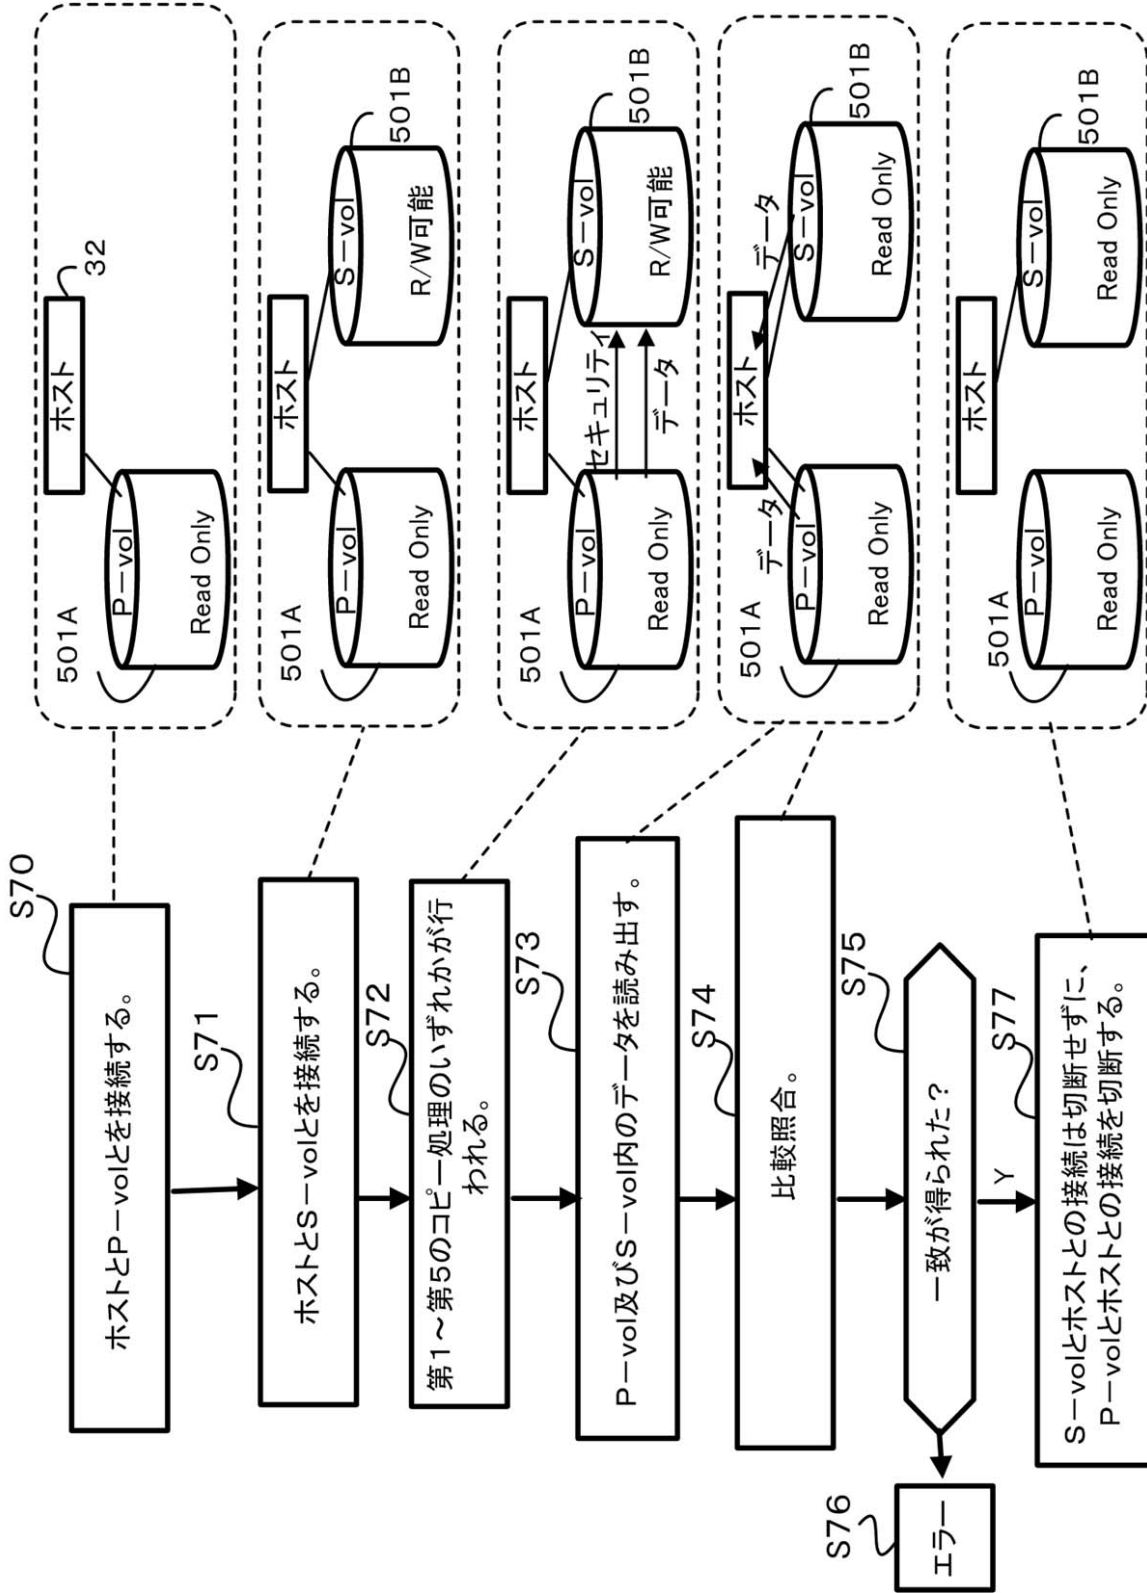 S70
ホストとP－volとを接続する。
S71
ホストとS－volとを接続する。
S72
第1～第5のコピー処理のいずれかが行
われる。
S73
P－vol及びS－vol内のデータを読み出す。
S74
比較照合。
S75
一致が得られた？
S76
エラー
Y
S77
S－volとホストとの接続は切断せずに、
P－volとホストとの接続を切断する。
ホスト
32
501A
P－vol
Read Only
ホスト
501A
P－vol
Read Only
S－vol
R/W可能
501B
ホスト
501A
P－vol
Read Only
セキュリティ
データ
S－vol
R/W可能
501B
ホスト
データ
データ
501A
P－vol
Read Only
S－vol
Read Only
501B
ホスト
501A
P－vol
Read Only
S－vol
Read Only
501B